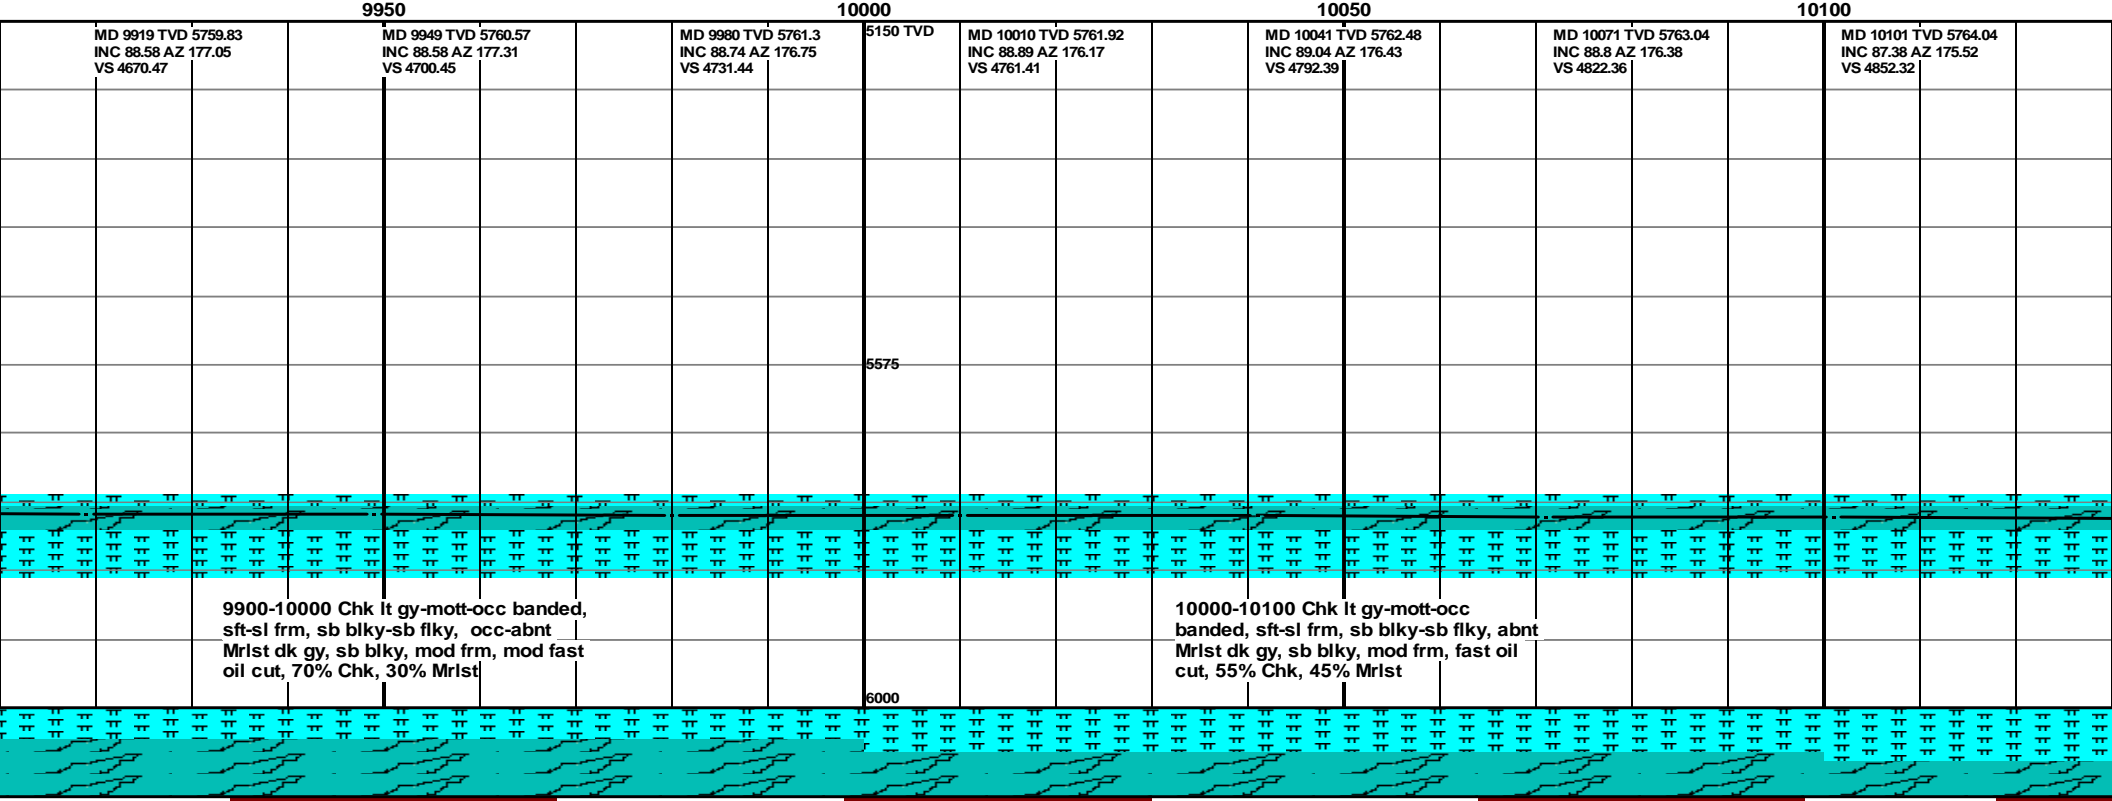 9950
10000
10050
10100
MD 9919 TVD 5759.83
INC 88.58 AZ 177.05
VS 4670.47
MD 9949 TVD 5760.57
INC 88.58 AZ 177.31
VS 4700.45
MD 9980 TVD 5761.3
INC 88.74 AZ 176.75
VS 4731.44
5150 TVD
MD 10010 TVD 5761.92
INC 88.89 AZ 176.17
VS 4761.41
MD 10041 TVD 5762.48
INC 89.04 AZ 176.43
VS 4792.39
MD 10071 TVD 5763.04
INC 88.8 AZ 176.38
VS 4822.36
MD 10101 TVD 5764.04
INC 87.38 AZ 175.52
VS 4852.32
5575
9900-10000 Chk lt gy-mott-occ banded,
sft-sl frm, sb blky-sb flky, occ-abnt
Mrlst dk gy, sb blky, mod frm, mod fast
oil cut, 70% Chk, 30% Mrlst
10000-10100 Chk lt gy-mott-occ
banded, sft-sl frm, sb blky-sb flky, abnt
Mrlst dk gy, sb blky, mod frm, fast oil
cut, 55% Chk, 45% Mrlst
6000